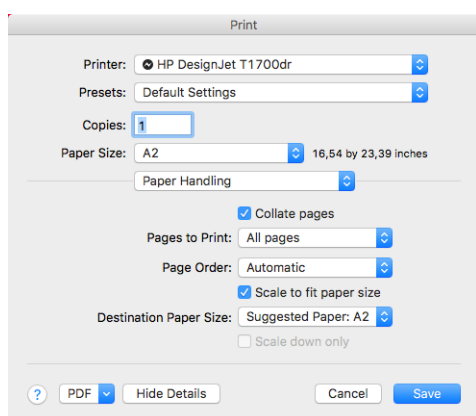 Print
Printer: HP DesignJet T1700dr
Presets: Default Settings
Copies: 1
Paper Size: A2 16,54 by 23,39 inches
Paper Handling
Collate pages
Pages to Print: All pages
Page Order: Automatic
Scale to fit paper size
Destination Paper Size: Suggested Paper: A2
Scale down only
? PDF Hide Details Cancel Save